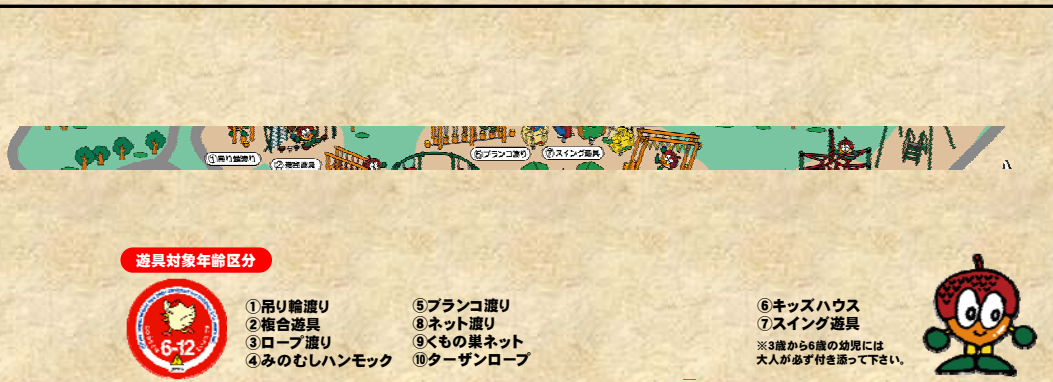 ①吊り輪渡り
②複合遊具
⑤ブランコ渡り
⑦スイング遊具
遊具対象年齢区分
6-12
①吊り輪渡り
②複合遊具
③ロープ渡り
④みのむしハンモック
⑤ブランコ渡り
⑧ネット渡り
⑨くもの巣ネット
⑩ターザンロープ
⑥キッズハウス
⑦スイング遊具
※3歳から6歳の幼児には
大人が必ず付き添って下さい。